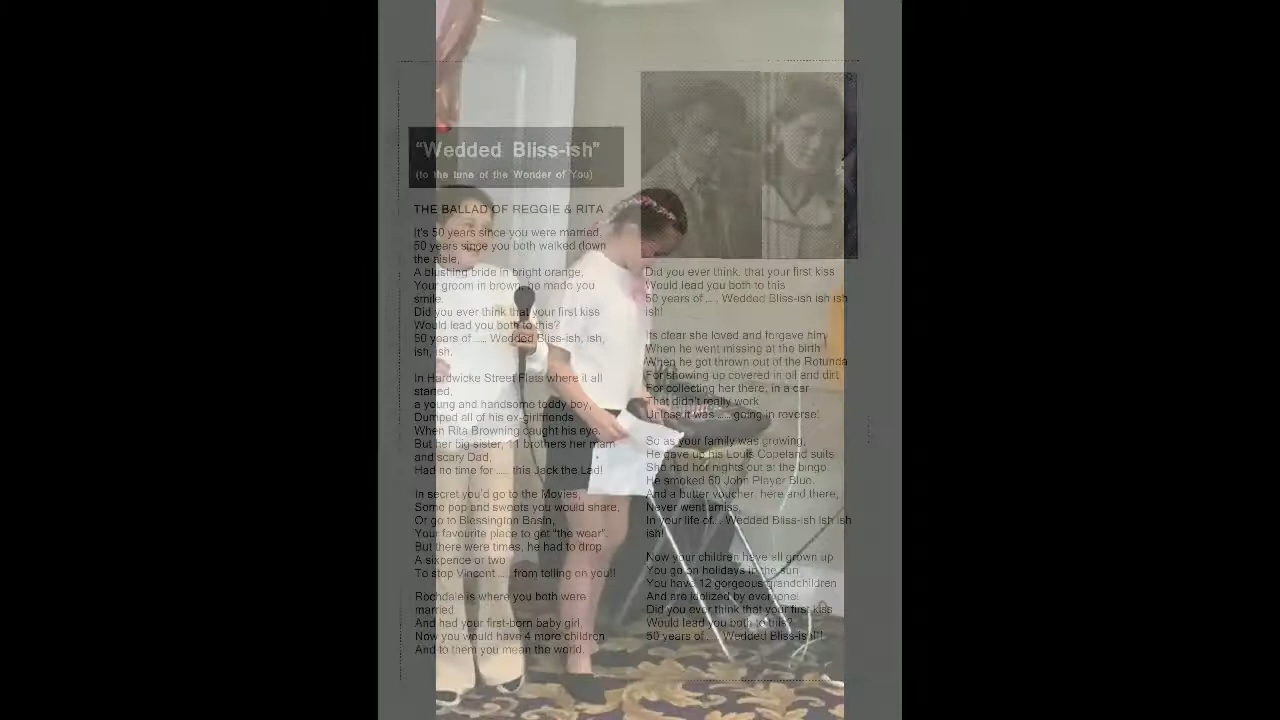 “Wedded Bliss-ish”
(to the tune of the Wonder of You)
THE BALLAD OF REGGIE & RITA
It's 50 years since you were married,
50 years since you both walked down
the aisle,
A blushing bride in bright orange,
Your groom in brown, he made you
smile.
Did you ever think that your first kiss
Would lead you both to this?
50 years of ..... Wedded Bliss-ish, ish,
ish, ish.
In Hardwicke Street Flats where it all
started,
a young and handsome teddy boy,
Dumped all of his ex-girlfriends
When Rita Browning caught his eye.
But her big sister, 11 brothers her mam
and scary Dad,
Had no time for ..... this Jack the Lad!
In secret you'd go to the Movies,
Some pop and sweets you would share,
Or go to Blessington Basin,
Your favourite place to get “the wear”.
But there were times, he had to drop
A sixpence or two
To stop Vincent ..... from telling on you!!
Rochdale is where you both were
married
And had your first-born baby girl,
Now you would have 4 more children
And to them you mean the world.
Did you ever think, that your first kiss
Would lead you both to this
50 years of ... , Wedded Bliss-ish ish ish
ish!
Its clear she loved and forgave him,
When he went missing at the birth
When he got thrown out of the Rotunda
For showing up covered in oil and dirt,
For collecting her there, in a car
That didn't really work
Unless it was ..... going in reverse!
So as your family was growing,
He gave up his Louis Copeland suits
She had her nights out at the bingo.
He smoked 60 John Player Blue.
And a butter voucher, here and there,
Never went amiss,
In your life of... Wedded Bliss-ish ish ish
ish!
Now your children have all grown up
You go on holidays in the sun
You have 12 gorgeous grandchildren
And are idolized by everyone!
Did you ever think that your first kiss
Would lead you both to this?
50 years of .... Wedded Bliss-ish!!!